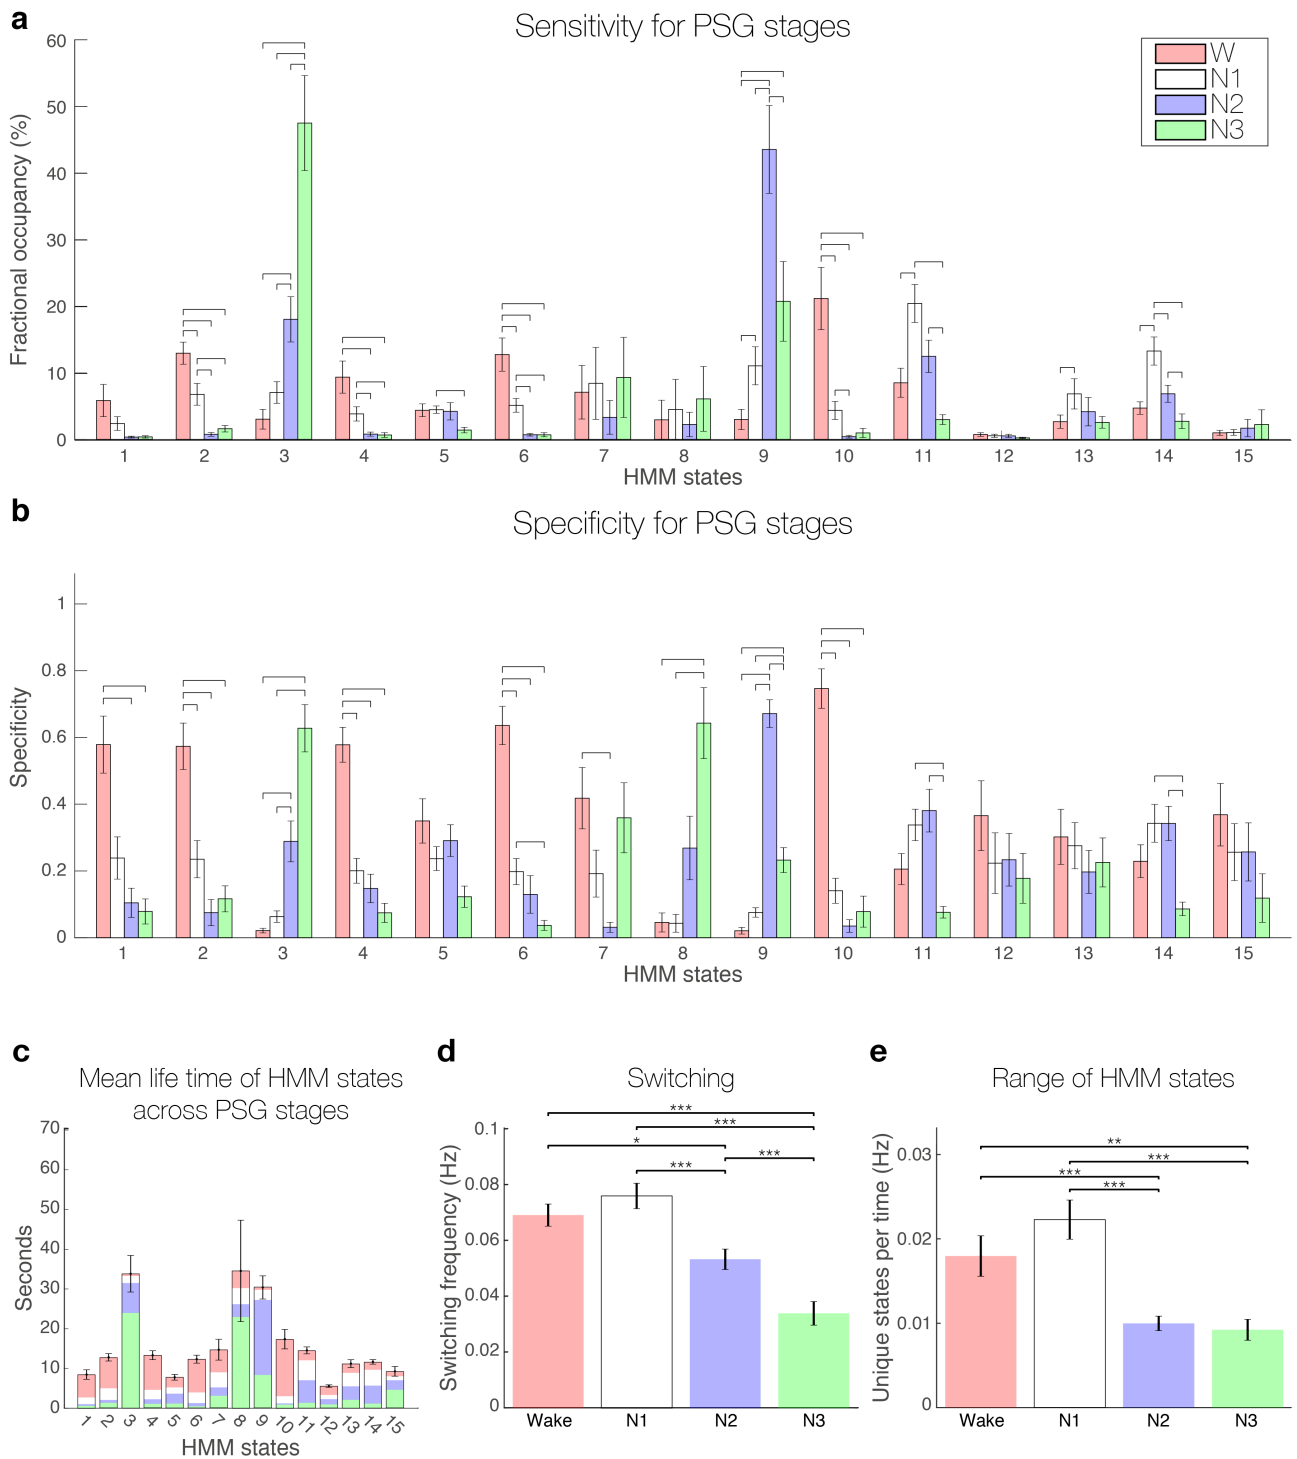 a
Sensitivity for PSG stages
W
N1
N2
N3
Fractional occupancy (%)
60
50
40
30
20
10
0
1 2 3 4 5 6 7 8 9 10 11 12 13 14 15
HMM states
b
Specificity for PSG stages
Specificity
1
0.8
0.6
0.4
0.2
0
1 2 3 4 5 6 7 8 9 10 11 12 13 14 15
HMM states
c
Mean life time of HMM states
across PSG stages
Seconds
70
60
50
40
30
20
10
0
1 2 3 4 5 6 7 8 9 10 11 12 13 14 15
HMM states
d
Switching
Switching frequency (Hz)
0.1
0.08
0.06
0.04
0.02
0
***
***
*
***
***
Wake N1 N2 N3
e
Range of HMM states
Unique states per time (Hz)
0.03
0.02
0.01
0
**
***
***
***
Wake N1 N2 N3